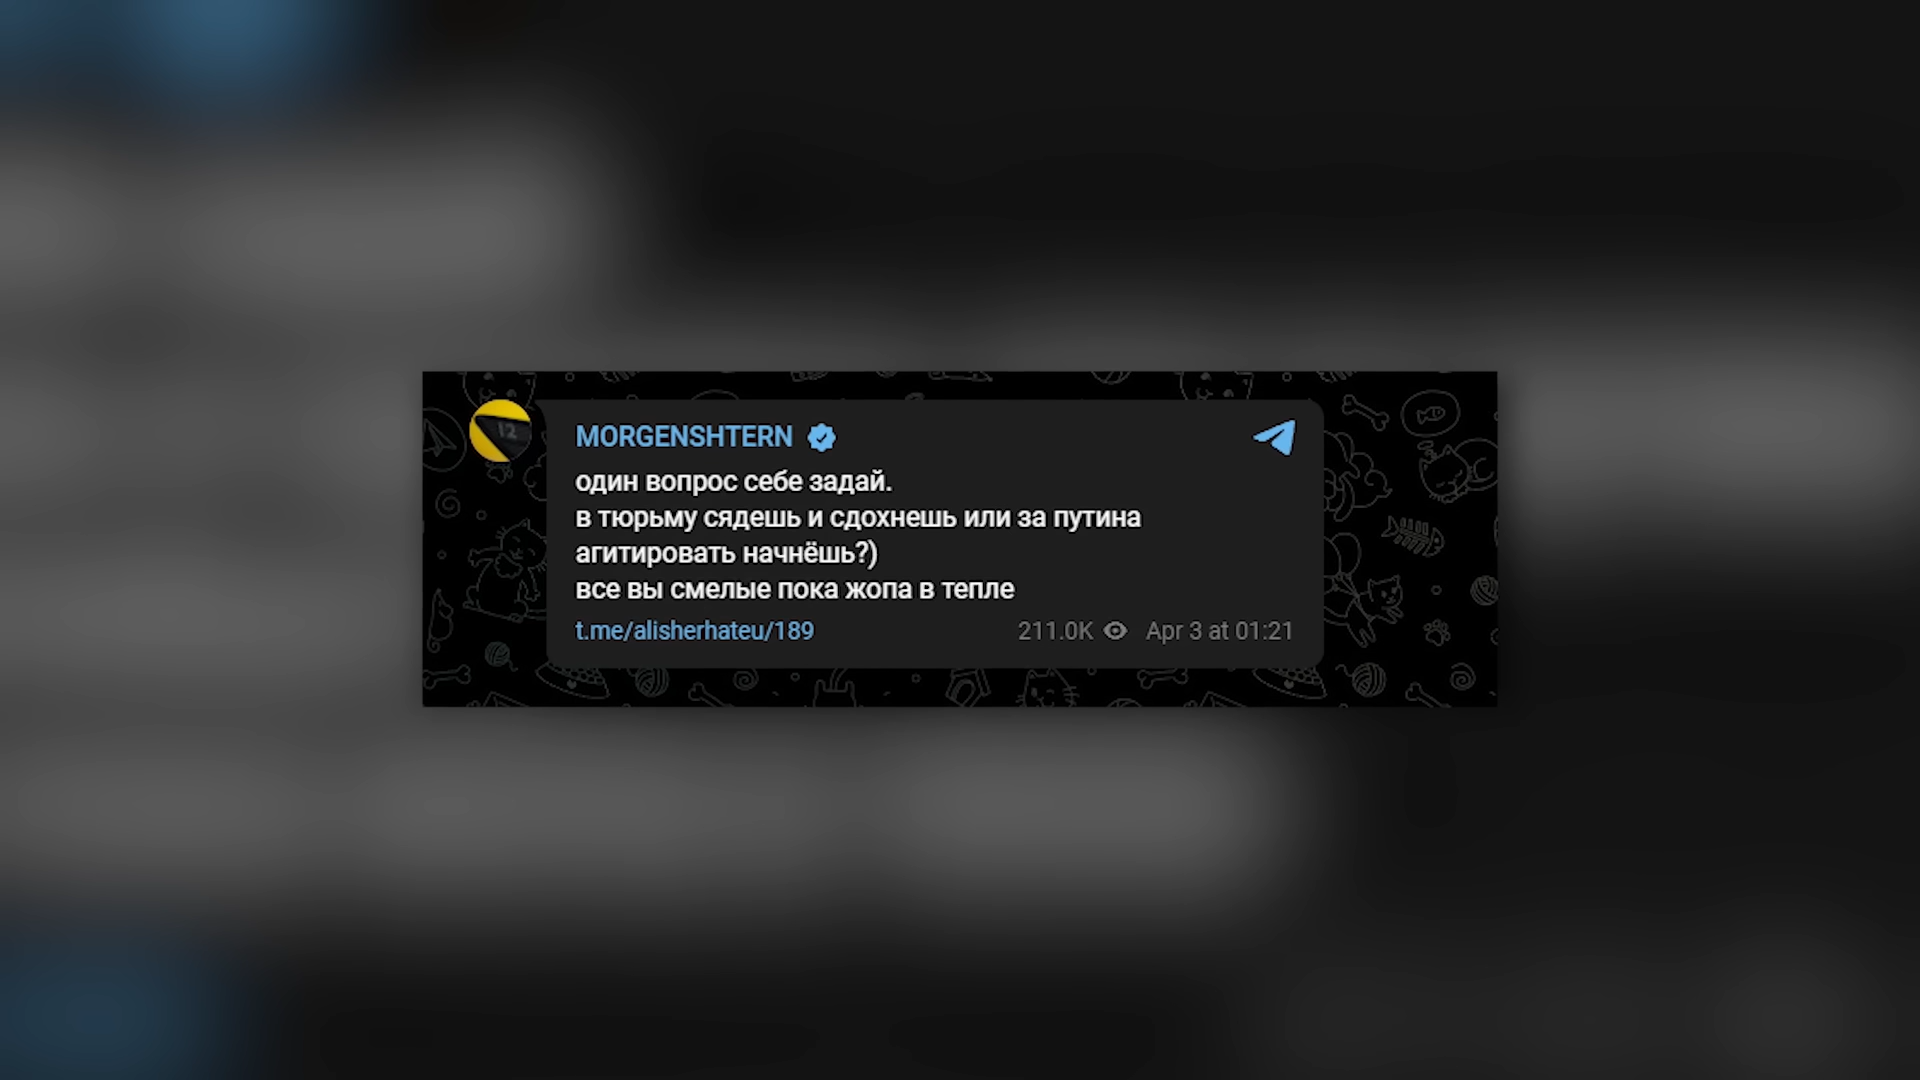 12
MORGENSHTERN
один вопрос себе задай.
в тюрьму сядешь и сдохнешь или за путина
агитировать начнёшь?)
все вы смелые пока жопа в тепле
t.me/alisherhateu/189 211.0K Apr 3 at 01:21